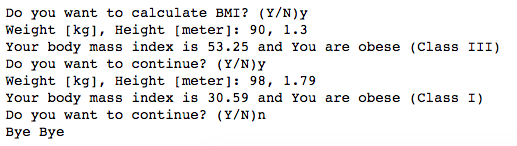 Do you want to calculate BMI? (Y/N)y
Weight [kg], Height [meter]: 90, 1.3
Your body mass index is 53.25 and You are obese (Class III)
Do you want to continue? (Y/N)y
Weight [kg], Height [meter]: 98, 1.79
Your body mass index is 30.59 and You are obese (Class I)
Do you want to continue? (Y/N)n
Bye Bye